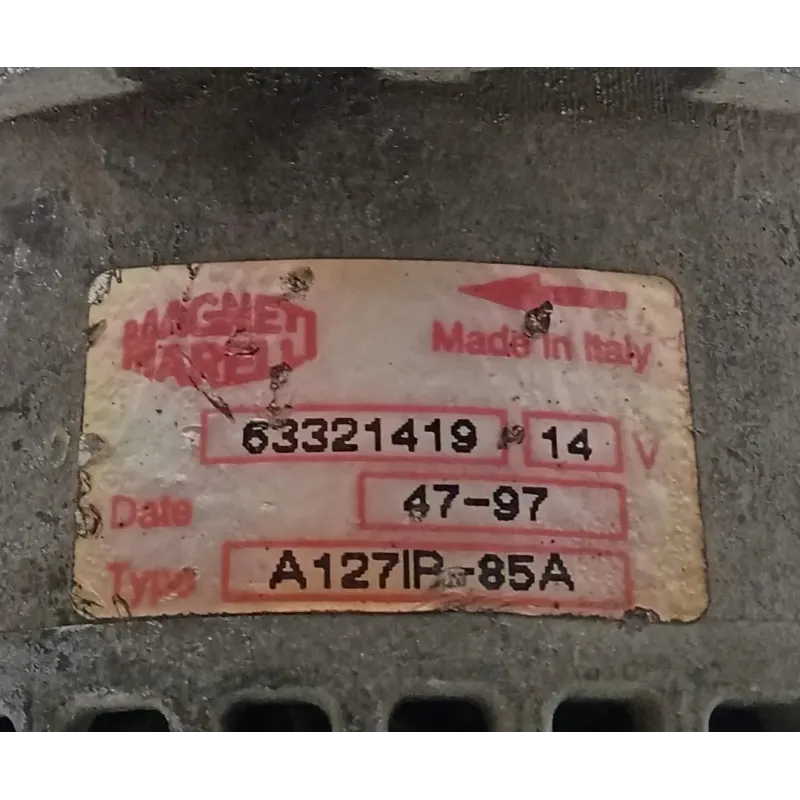 MAGNETI
MARELLI
Made in Italy
63321419 14 V
Date 47-97
Type A127IR-85A